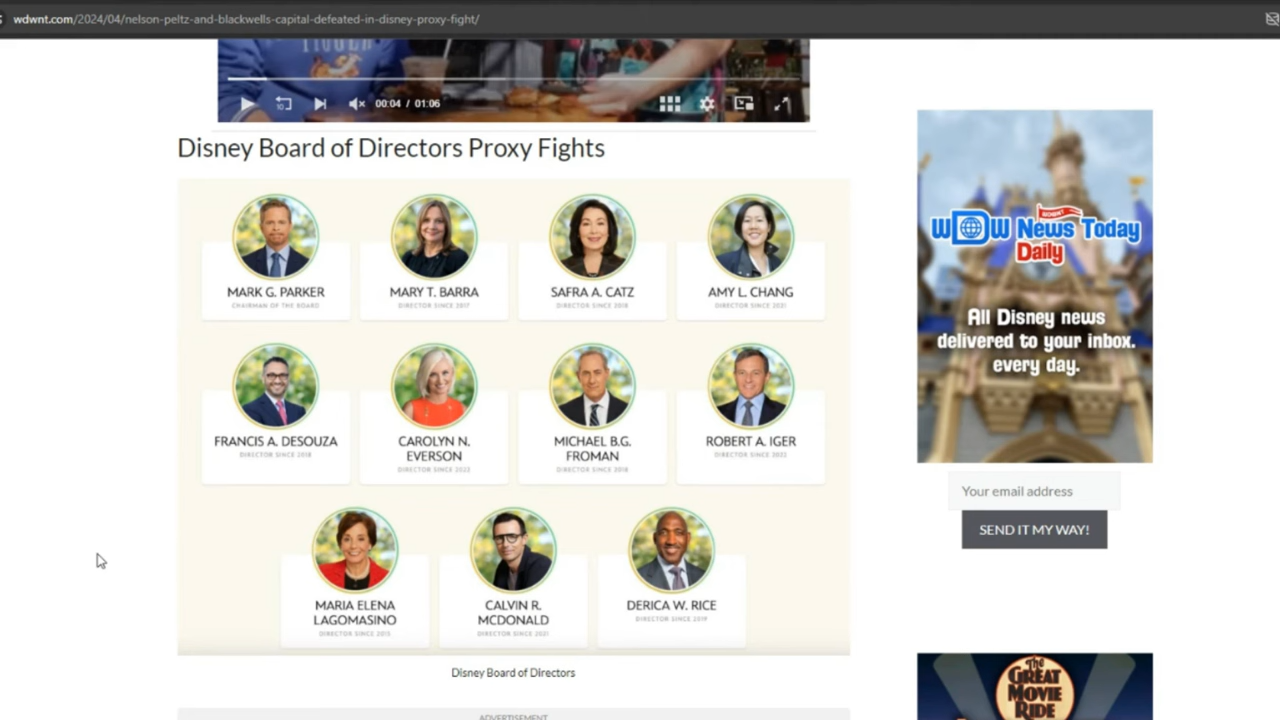 wdwnt.com/2024/04/nelson-peltz-and-blackwells-capital-defeated-in-disney-proxy-fight/
00:04 / 01:06
Disney Board of Directors Proxy Fights
MARK G. PARKER
CHAIRMAN OF THE BOARD
MARY T. BARRA
DIRECTOR SINCE 2017
SAFRA A. CATZ
DIRECTOR SINCE 2018
AMY L. CHANG
DIRECTOR SINCE 2021
FRANCIS A. DESOUZA
DIRECTOR SINCE 2018
CAROLYN N.
EVERSON
DIRECTOR SINCE 2022
MICHAEL B.G.
FROMAN
DIRECTOR SINCE 2018
ROBERT A. IGER
DIRECTOR SINCE 2022
MARIA ELENA
LAGOMASINO
DIRECTOR SINCE 2015
CALVIN R.
MCDONALD
DIRECTOR SINCE 2021
DERICA W. RICE
DIRECTOR SINCE 2019
Disney Board of Directors
ADVERTISEMENT
WDWNT
WDW News Today
Daily
All Disney news
delivered to your inbox.
every day.
Your email address
SEND IT MY WAY!
The
GREAT
MOVIE
RIDE